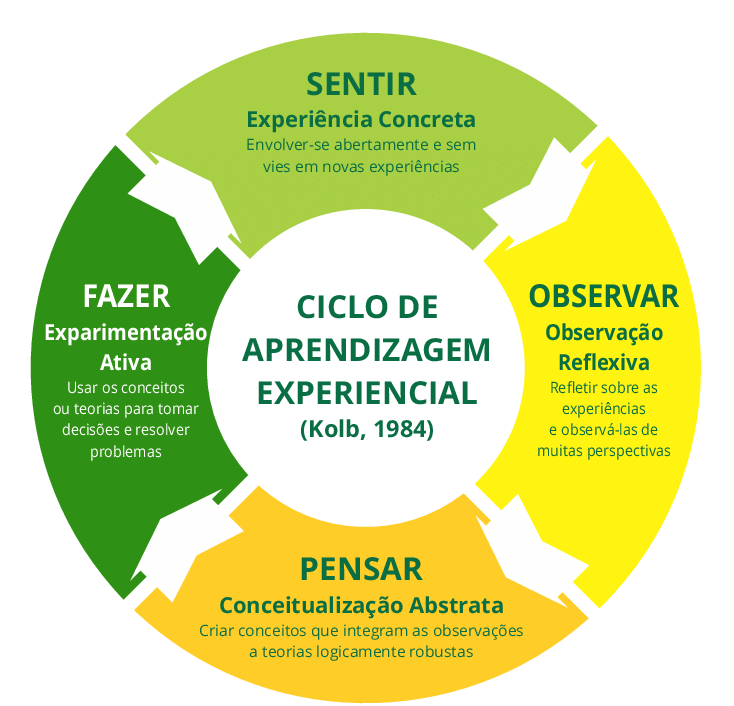 SENTIR
Experiência Concreta
Envolver-se abertamente e sem
vies em novas experiências
FAZER
Exparimentação
Ativa
Usar os conceitos
ou teorias para tomar
decisões e resolver
problemas
CICLO DE
APRENDIZAGEM
EXPERIENCIAL
(Kolb, 1984)
OBSERVAR
Observação
Reflexiva
Refletir sobre as
experiências
e observá-las de
muitas perspectivas
PENSAR
Conceitualização Abstrata
Criar conceitos que integram as observações
a teorias logicamente robustas